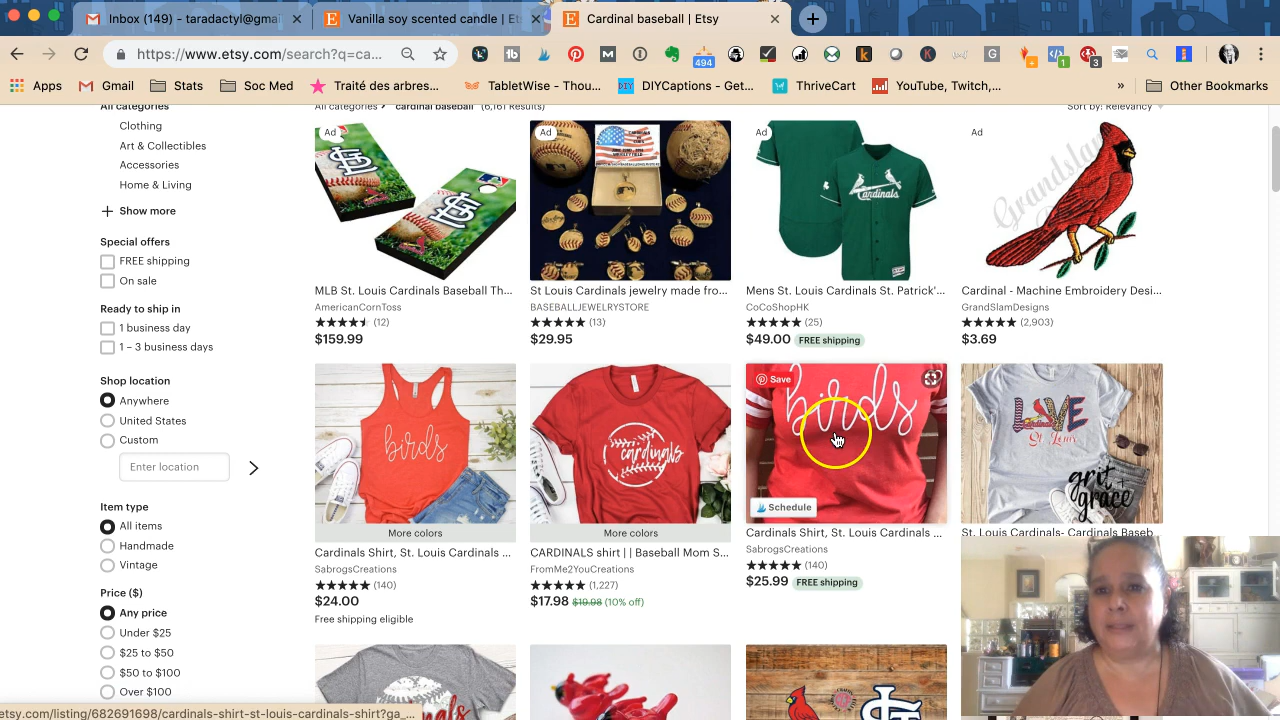 Inbox (149) - taradactyl@gmai
Vanilla soy scented candle | Et
Cardinal baseball | Etsy
https://www.etsy.com/search?q=ca...
494
1
3
Apps
Gmail
Stats
Soc Med
Traité des arbres...
TabletWise - Thou...
DIYCaptions - Get...
ThriveCart
YouTube, Twitch,...
»
Other Bookmarks
All categories
All categories > "cardinal baseball" (6,161 Results)
Sort by: Relevancy
Clothing
Art & Collectibles
Accessories
Home & Living
+ Show more
Special offers
FREE shipping
On sale
Ready to ship in
1 business day
1 – 3 business days
Shop location
Anywhere
United States
Custom
Enter location
Item type
All items
Handmade
Vintage
Price ($)
Any price
Under $25
$25 to $50
$50 to $100
Over $100
Ad
MLB St. Louis Cardinals Baseball Th...
AmericanCornToss
(12)
$159.99
Ad
St Louis Cardinals jewelry made fro...
BASEBALLJEWELRYSTORE
(13)
$29.95
Ad
Cardinals
Mens St. Louis Cardinals St. Patrick'...
CoCoShopHK
(25)
$49.00 FREE shipping
Ad
Cardinal - Machine Embroidery Desi...
GrandSlamDesigns
(2,903)
$3.69
birds
More colors
Cardinals Shirt, St. Louis Cardinals ...
SabrogsCreations
(140)
$24.00
Free shipping eligible
cardinals
More colors
CARDINALS shirt | | Baseball Mom S...
FromMe2YouCreations
(1,227)
$17.98 $19.98 (10% off)
Save
birds
Schedule
Cardinals Shirt, St. Louis Cardinals ...
SabrogsCreations
(140)
$25.99 FREE shipping
LOVE
St. Louis
grit
grace
St. Louis Cardinals- Cardinals Baseb
etsy.com/listing/682691698/cardinals-shirt-st-louis-cardinals-shirt?ga_...